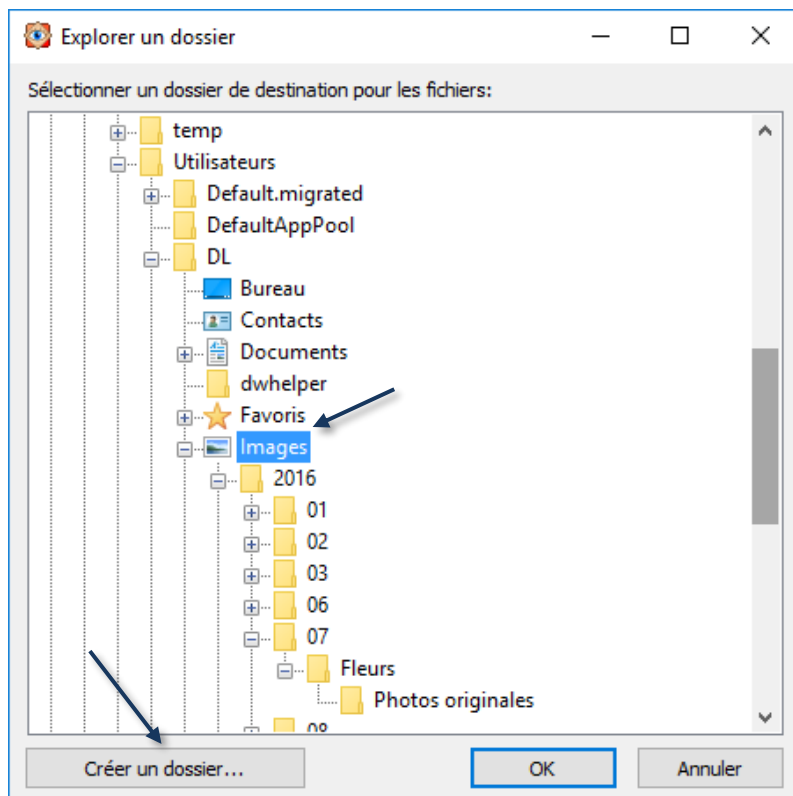 Explorer un dossier
Sélectionner un dossier de destination pour les fichiers:
temp
Utilisateurs
Default.migrated
DefaultAppPool
DL
Bureau
Contacts
Documents
dwhelper
Favoris
Images
2016
01
02
03
06
07
Fleurs
Photos originales
08
Créer un dossier...
OK
Annuler